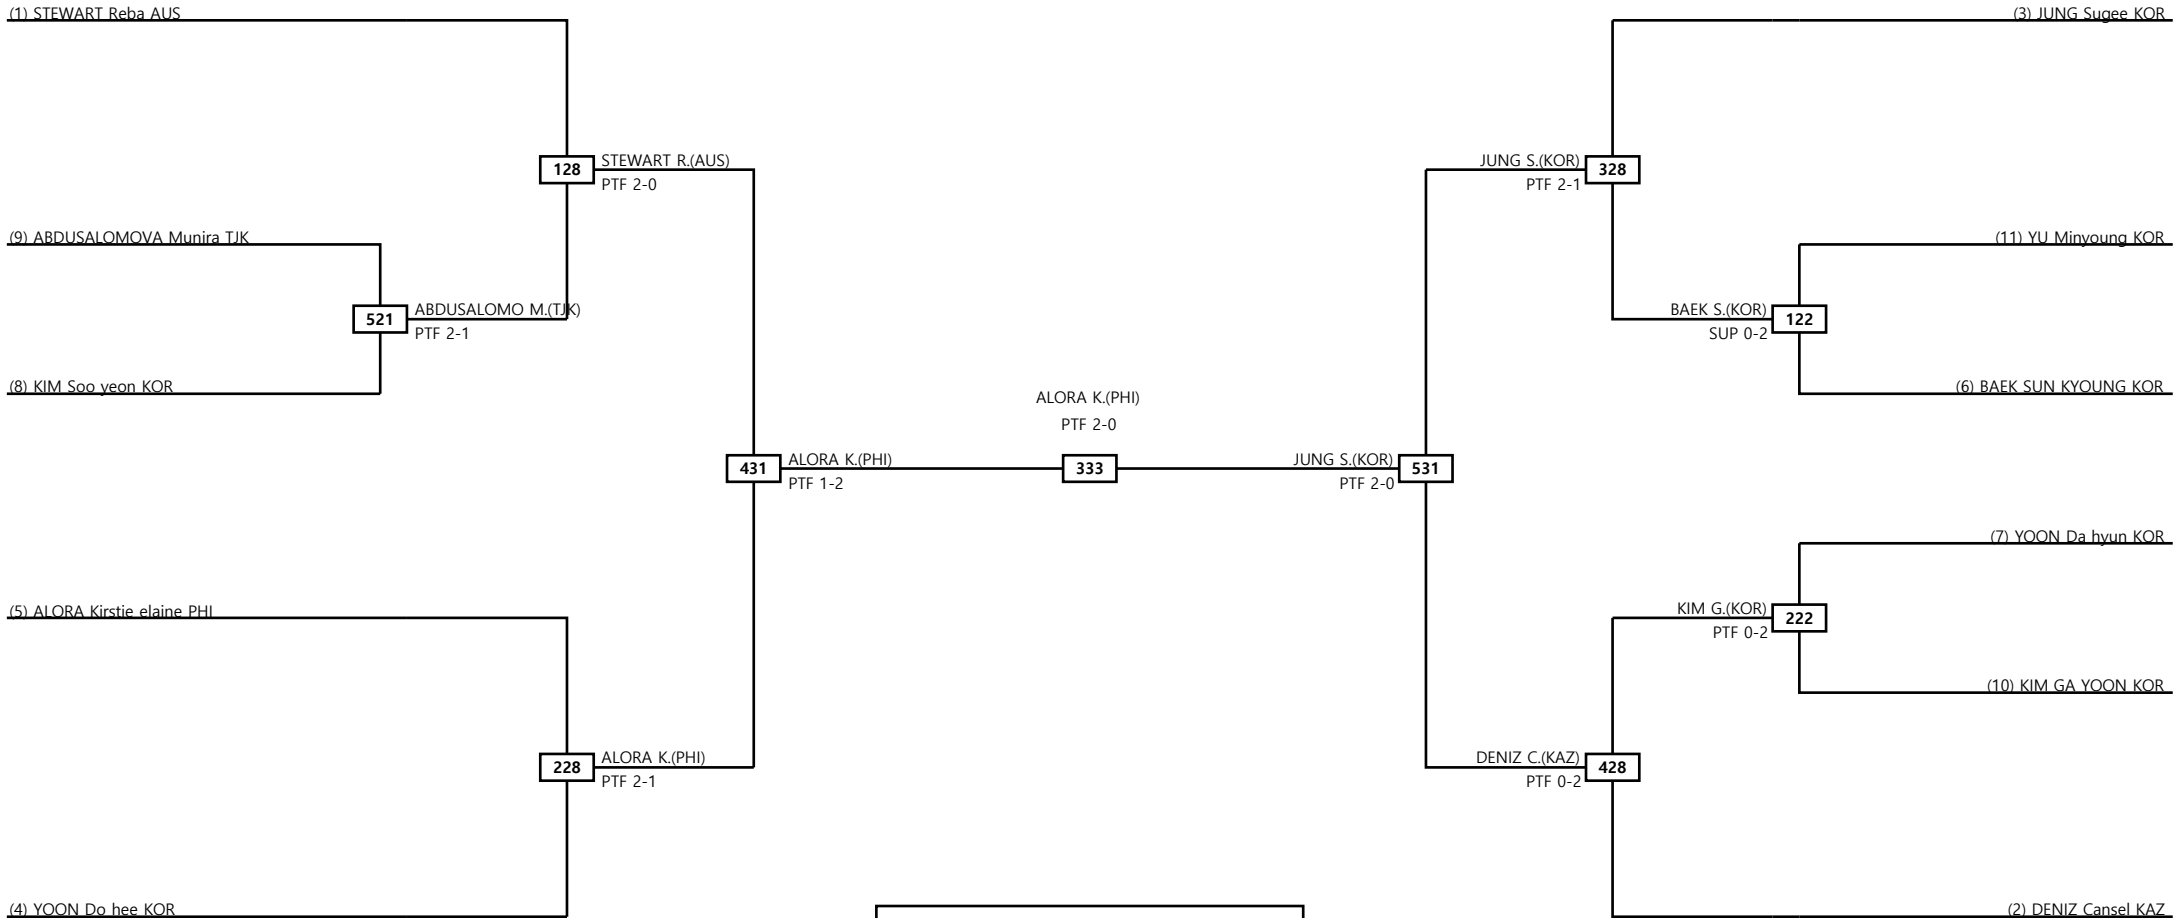 (1) STEWART Reba AUS
(3) JUNG Sugee KOR
128
STEWART R.(AUS)
PTF 2-0
JUNG S.(KOR)
PTF 2-1
328
(9) ABDUSALOMOVA Munira TJK
(11) YU Minyoung KOR
521
ABDUSALOMO M.(TJK)
PTF 2-1
BAEK S.(KOR)
SUP 0-2
122
(8) KIM Soo yeon KOR
(6) BAEK SUN KYOUNG KOR
ALORA K.(PHI)
PTF 2-0
431
ALORA K.(PHI)
PTF 1-2
333
JUNG S.(KOR)
PTF 2-0
531
(7) YOON Da hyun KOR
(5) ALORA Kirstie elaine PHI
KIM G.(KOR)
PTF 0-2
222
(10) KIM GA YOON KOR
228
ALORA K.(PHI)
PTF 2-1
DENIZ C.(KAZ)
PTF 0-2
428
(4) YOON Do hee KOR
(2) DENIZ Cansel KAZ